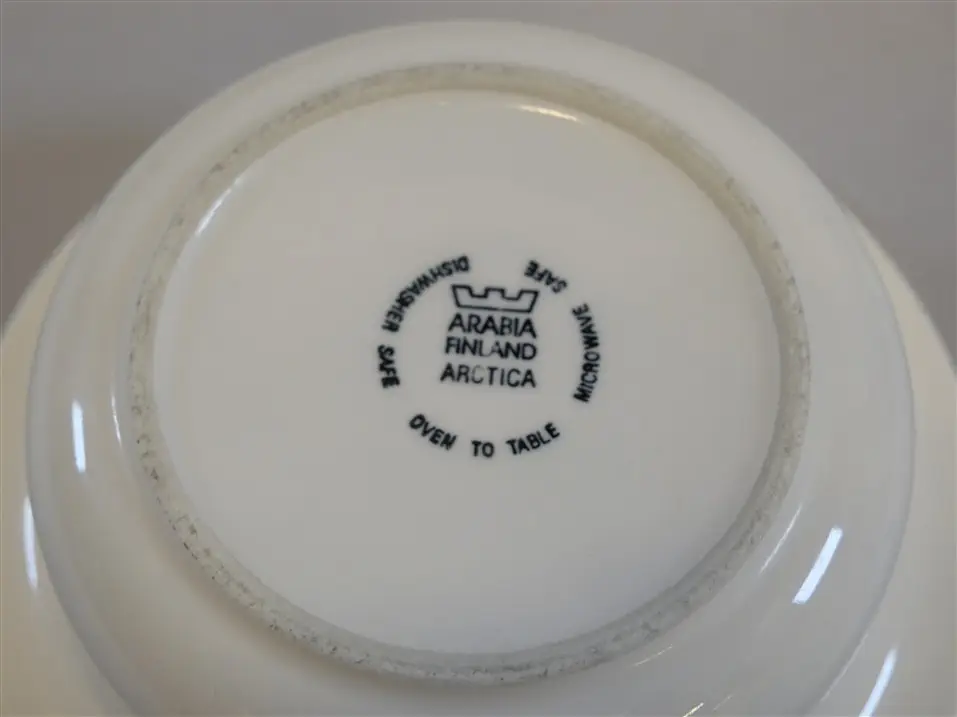 ARABIA
FINLAND
ARCTICA
DISHWASHER SAFE
OVEN TO TABLE
MICROWAVE SAFE